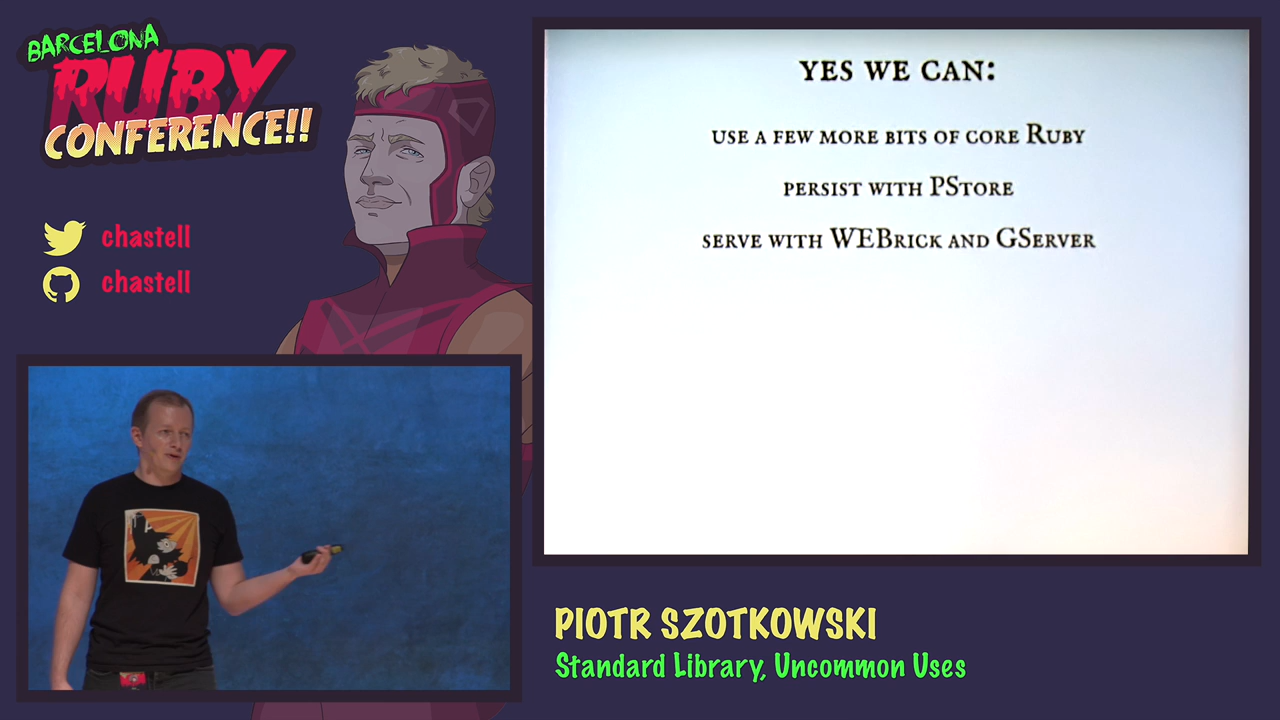 BARCELONA
RUBY
CONFERENCE!!
chastell
chastell
YES WE CAN:
USE A FEW MORE BITS OF CORE RUBY
PERSIST WITH PSTORE
SERVE WITH WEBRICK AND GSERVER
PIOTR SZOTKOWSKI
Standard Library, Uncommon Uses